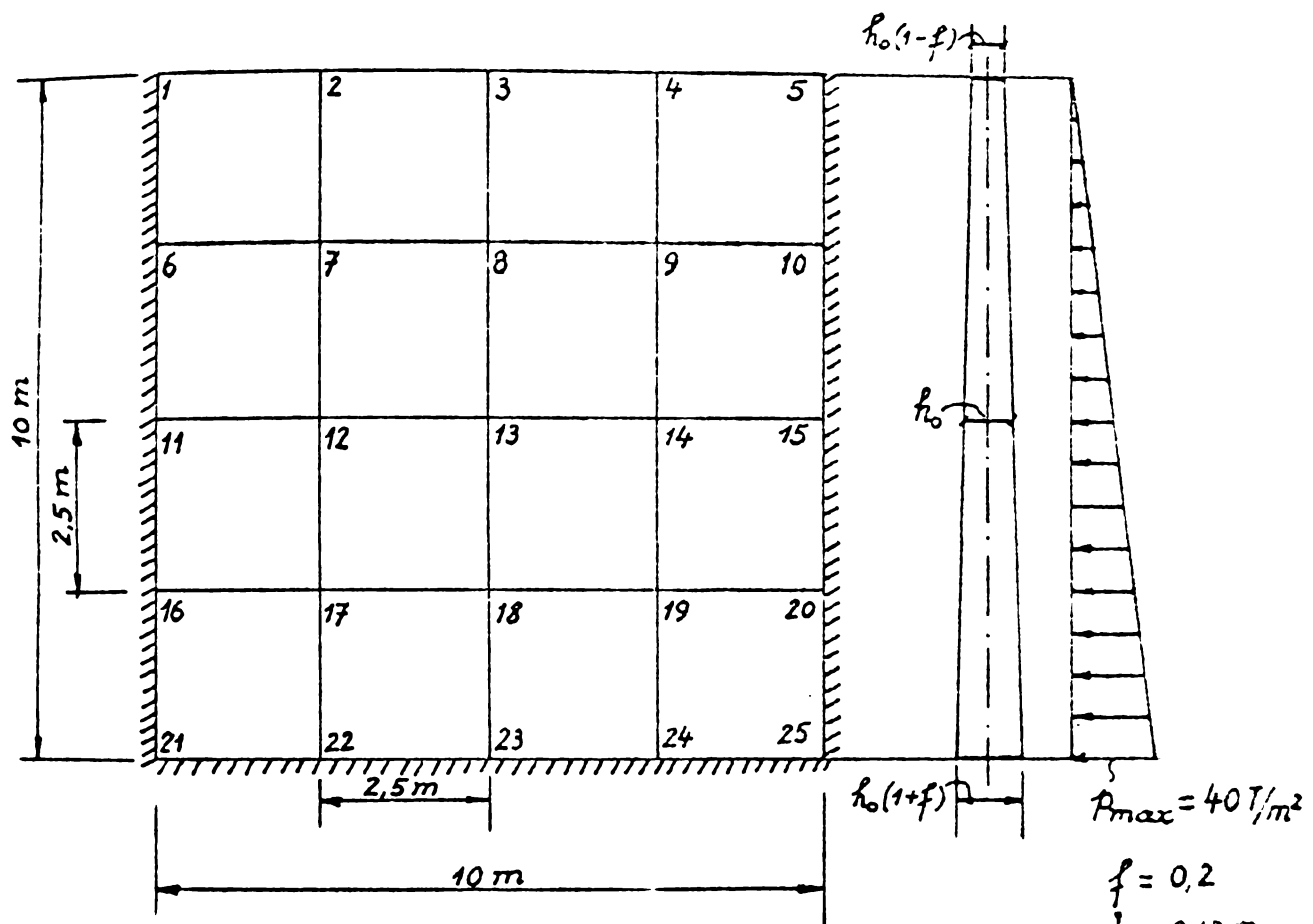 h₀(1-f)
1 2 3 4 5
6 7 8 9 10
10 m
h₀
11 12 13 14 15
2,5 m
16 17 18 19 20
21 22 23 24 25
2,5 m
h₀(1+f)
Pmax = 40 T/m²
10 m
f = 0,2